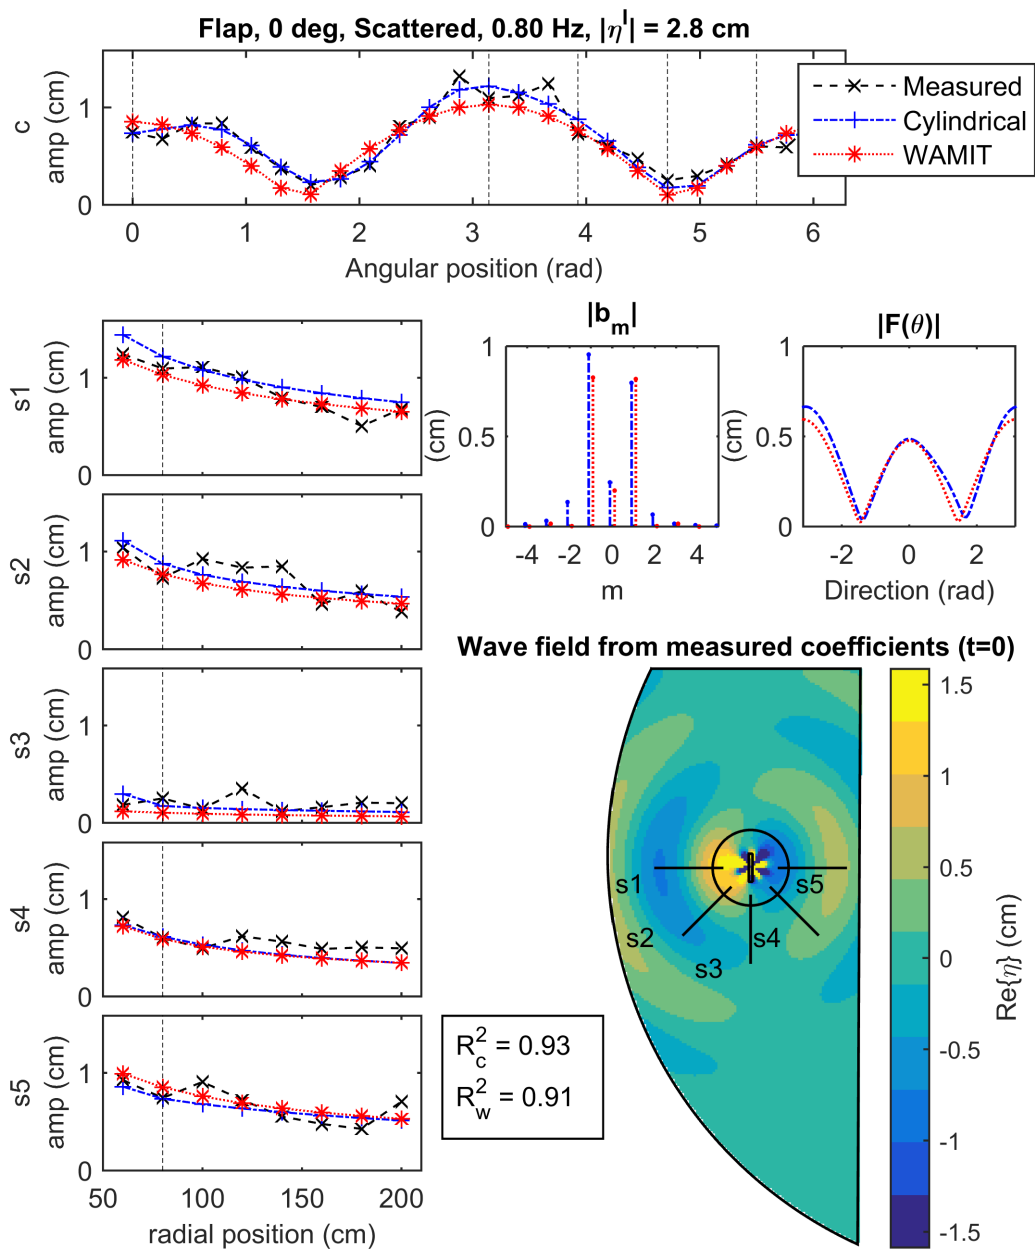 Flap, 0 deg, Scattered, 0.80 Hz, |η^I| = 2.8 cm
c
amp (cm)
1
0
0 1 2 3 4 5 6
Angular position (rad)
Measured
Cylindrical
WAMIT
s1
amp (cm)
1
0
s2
amp (cm)
1
0
s3
amp (cm)
1
0
s4
amp (cm)
1
0
s5
amp (cm)
1
0
50 100 150 200
radial position (cm)
|b_m|
(cm)
1
0.5
0
-4 -2 0 2 4
m
|F(θ)|
(cm)
1
0.5
0
-2 0 2
Direction (rad)
Wave field from measured coefficients (t=0)
s1
s2
s3
s4
s5
1.5
1
0.5
0
-0.5
-1
-1.5
Re{η} (cm)
R_c^2 = 0.93
R_w^2 = 0.91